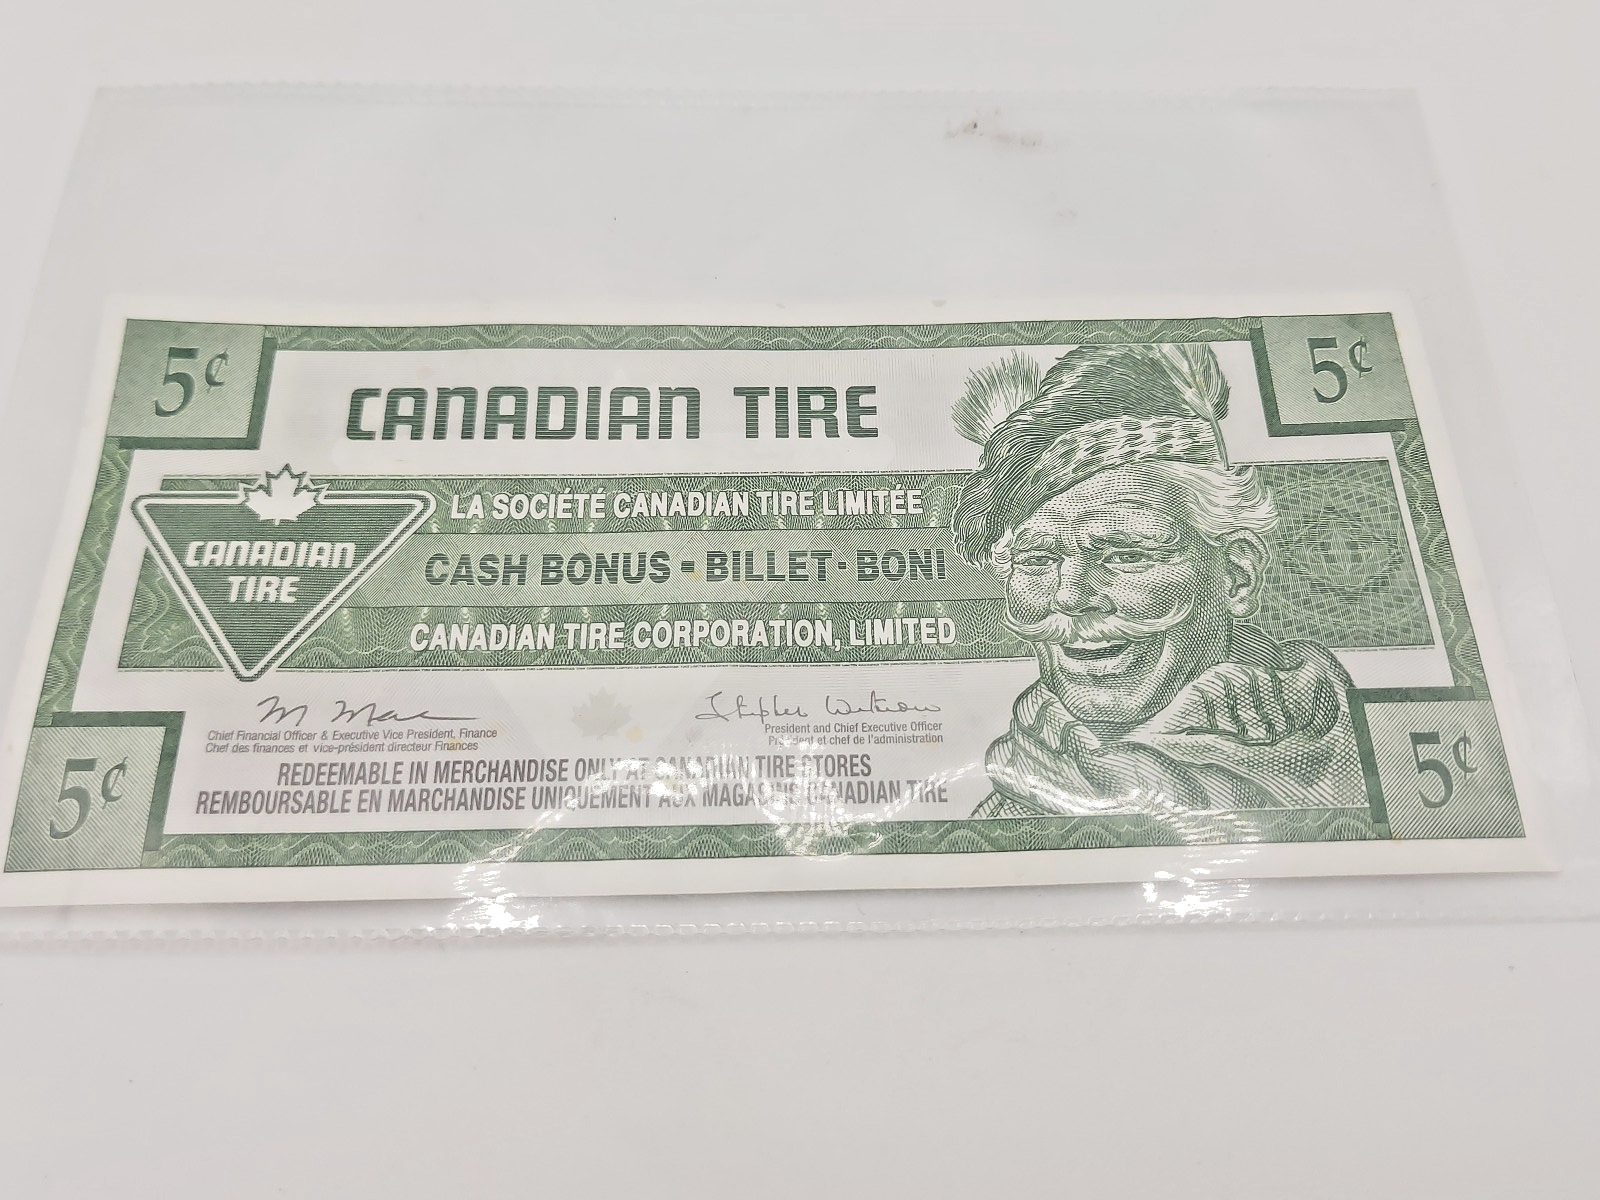 5¢
5¢
CANADIAN TIRE
LA SOCIÉTÉ CANADIAN TIRE LIMITÉE
CANADIAN
TIRE
CASH BONUS - BILLET - BONI
CANADIAN TIRE CORPORATION, LIMITED
Chief Financial Officer & Executive Vice President, Finance
Chef des finances et vice-président directeur Finances
President and Chief Executive Officer
Président et chef de l'administration
REDEEMABLE IN MERCHANDISE ONLY AT CANADIAN TIRE STORES
REMBOURSABLE EN MARCHANDISE UNIQUEMENT AUX MAGASINS CANADIAN TIRE
5¢
5¢